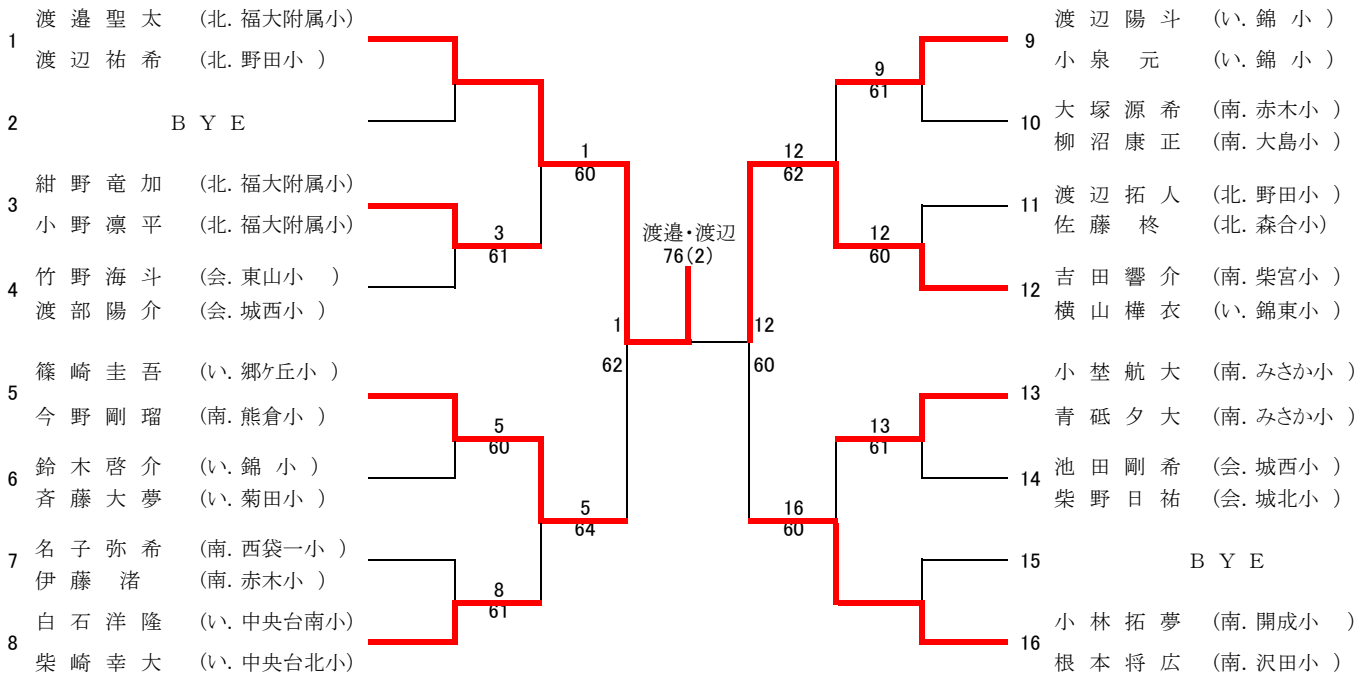 1 渡邉聖太 (北.福大附属小)
渡辺祐希 (北.野田小 )
2 B Y E
3 紺野竜加 (北.福大附属小)
小野凛平 (北.福大附属小)
4 竹野海斗 (会.東山小 )
渡部陽介 (会.城西小 )
5 篠崎圭吾 (い.郷ケ丘小 )
今野剛瑠 (南.熊倉小 )
6 鈴木啓介 (い.錦 小 )
斉藤大夢 (い.菊田小 )
7 名子弥希 (南.西袋一小 )
伊藤 渚 (南.赤木小 )
8 白石洋隆 (い.中央台南小)
柴崎幸大 (い.中央台北小)
3
61
5
60
8
61
1
60
5
64
1
62
渡邉・渡辺
76(2)
12
60
12
62
16
60
9
61
12
60
13
61
9 渡辺陽斗 (い.錦 小 )
小泉 元 (い.錦 小 )
10 大塚源希 (南.赤木小 )
柳沼康正 (南.大島小 )
11 渡辺拓人 (北.野田小 )
佐藤 柊 (北.森合小)
12 吉田響介 (南.柴宮小 )
横山樺衣 (い.錦東小 )
13 小埜航大 (南.みさか小 )
青砥夕大 (南.みさか小 )
14 池田剛希 (会.城西小 )
柴野日祐 (会.城北小 )
15 B Y E
16 小林拓夢 (南.開成小 )
根本将広 (南.沢田小 )